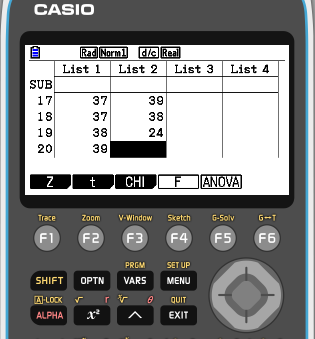 CASIO
Rad Norm1 d/c Real
List 1 List 2 List 3 List 4
SUB
17 37 39
18 37 38
19 38 24
20 39
Z t CHI F ANOVA
Trace Zoom V-Window Sketch G-Solv G↔T
F1 F2 F3 F4 F5 F6
PRGM SET UP
SHIFT OPTN VARS MENU
A-LOCK √ r ∛ θ QUIT
ALPHA x² ^ EXIT